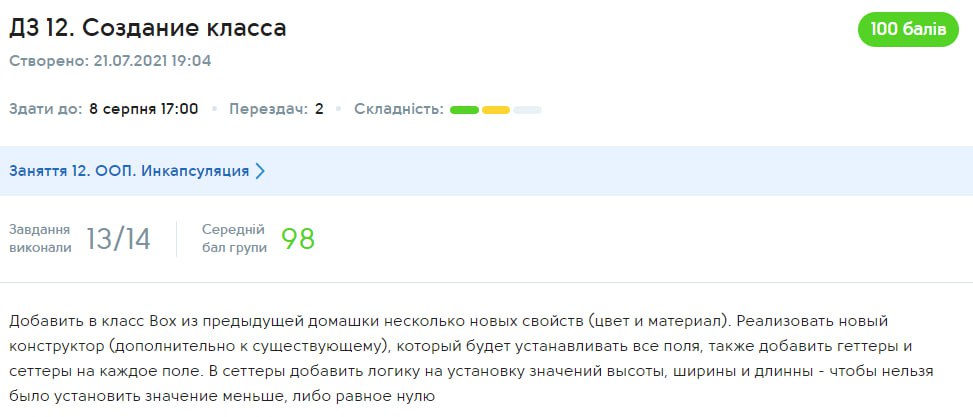 ДЗ 12. Создание класса
100 балів
Створено: 21.07.2021 19:04
Здати до: 8 серпня 17:00 Перездач: 2 Складність:
Заняття 12. ООП. Инкапсуляция
Завдання виконали 13/14 Середній бал групи 98
Добавить в класс Box из предыдущей домашки несколько новых свойств (цвет и материал). Реализовать новый
конструктор (дополнительно к существующему), который будет устанавливать все поля, также добавить геттеры и
сеттеры на каждое поле. В сеттеры добавить логику на установку значений высоты, ширины и длинны - чтобы нельзя
было установить значение меньше, либо равное нулю